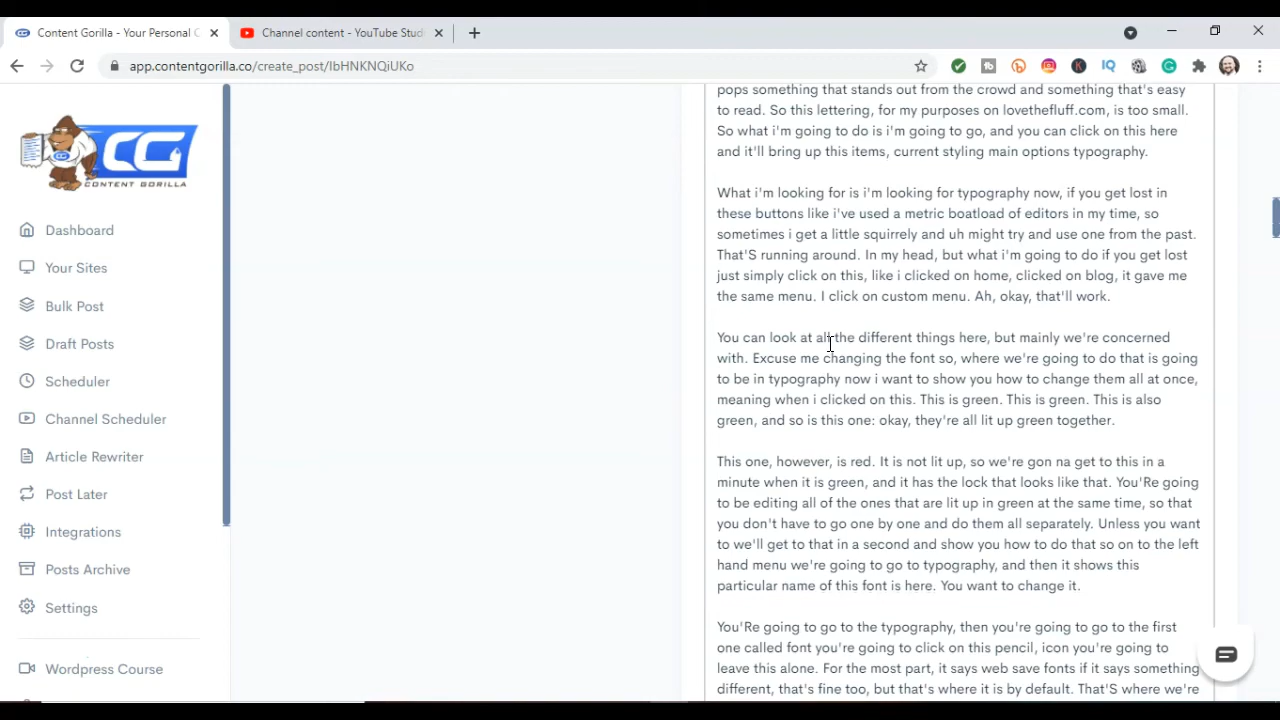 Content Gorilla - Your Personal C
Channel content - YouTube Stud
app.contentgorilla.co/create_post/IbHNKNQiUKo
CG
CONTENT GORILLA
Dashboard
Your Sites
Bulk Post
Draft Posts
Scheduler
Channel Scheduler
Article Rewriter
Post Later
Integrations
Posts Archive
Settings
Wordpress Course
pops something that stands out from the crowd and something that's easy
to read. So this lettering, for my purposes on lovethefluff.com, is too small.
So what i'm going to do is i'm going to go, and you can click on this here
and it'll bring up this items, current styling main options typography.
What i'm looking for is i'm looking for typography now, if you get lost in
these buttons like i've used a metric boatload of editors in my time, so
sometimes i get a little squirrely and uh might try and use one from the past.
That'S running around. In my head, but what i'm going to do if you get lost
just simply click on this, like i clicked on home, clicked on blog, it gave me
the same menu. I click on custom menu. Ah, okay, that'll work.
You can look at all the different things here, but mainly we're concerned
with. Excuse me changing the font so, where we're going to do that is going
to be in typography now i want to show you how to change them all at once,
meaning when i clicked on this. This is green. This is green. This is also
green, and so is this one: okay, they're all lit up green together.
This one, however, is red. It is not lit up, so we're gon na get to this in a
minute when it is green, and it has the lock that looks like that. You'Re going
to be editing all of the ones that are lit up in green at the same time, so that
you don't have to go one by one and do them all separately. Unless you want
to we'll get to that in a second and show you how to do that so on to the left
hand menu we're going to go to typography, and then it shows this
particular name of this font is here. You want to change it.
You'Re going to go to the typography, then you're going to go to the first
one called font you're going to click on this pencil, icon you're going to
leave this alone. For the most part, it says web save fonts if it says something
different, that's fine too, but that's where it is by default. That'S where we're